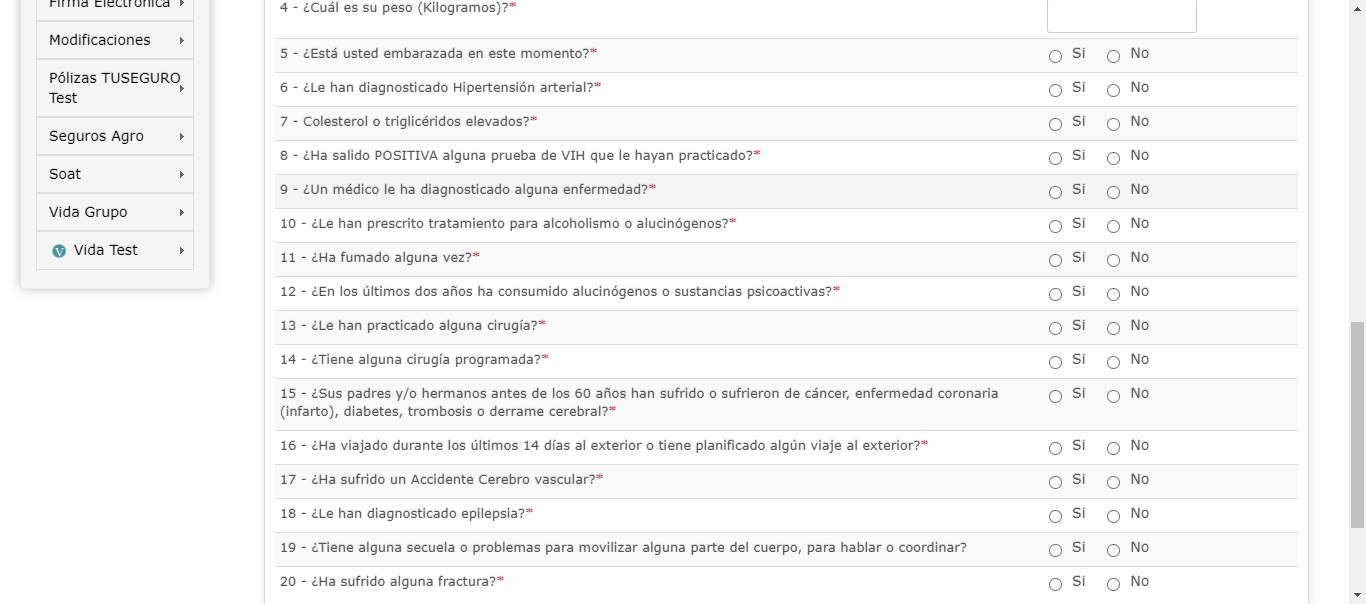 Firma Electrónica
Modificaciones
Pólizas TUSEGURO
Test
Seguros Agro
Soat
Vida Grupo
V Vida Test
4 - ¿Cuál es su peso (Kilogramos)?*
5 - ¿Está usted embarazada en este momento?* Si No
6 - ¿Le han diagnosticado Hipertensión arterial?* Si No
7 - Colesterol o triglicéridos elevados?* Si No
8 - ¿Ha salido POSITIVA alguna prueba de VIH que le hayan practicado?* Si No
9 - ¿Un médico le ha diagnosticado alguna enfermedad?* Si No
10 - ¿Le han prescrito tratamiento para alcoholismo o alucinógenos?* Si No
11 - ¿Ha fumado alguna vez?* Si No
12 - ¿En los últimos dos años ha consumido alucinógenos o sustancias psicoactivas?* Si No
13 - ¿Le han practicado alguna cirugía?* Si No
14 - ¿Tiene alguna cirugía programada?* Si No
15 - ¿Sus padres y/o hermanos antes de los 60 años han sufrido o sufrieron de cáncer, enfermedad coronaria Si No
(infarto), diabetes, trombosis o derrame cerebral?*
16 - ¿Ha viajado durante los últimos 14 días al exterior o tiene planificado algún viaje al exterior?* Si No
17 - ¿Ha sufrido un Accidente Cerebro vascular?* Si No
18 - ¿Le han diagnosticado epilepsia?* Si No
19 - ¿Tiene alguna secuela o problemas para movilizar alguna parte del cuerpo, para hablar o coordinar? Si No
20 - ¿Ha sufrido alguna fractura?* Si No